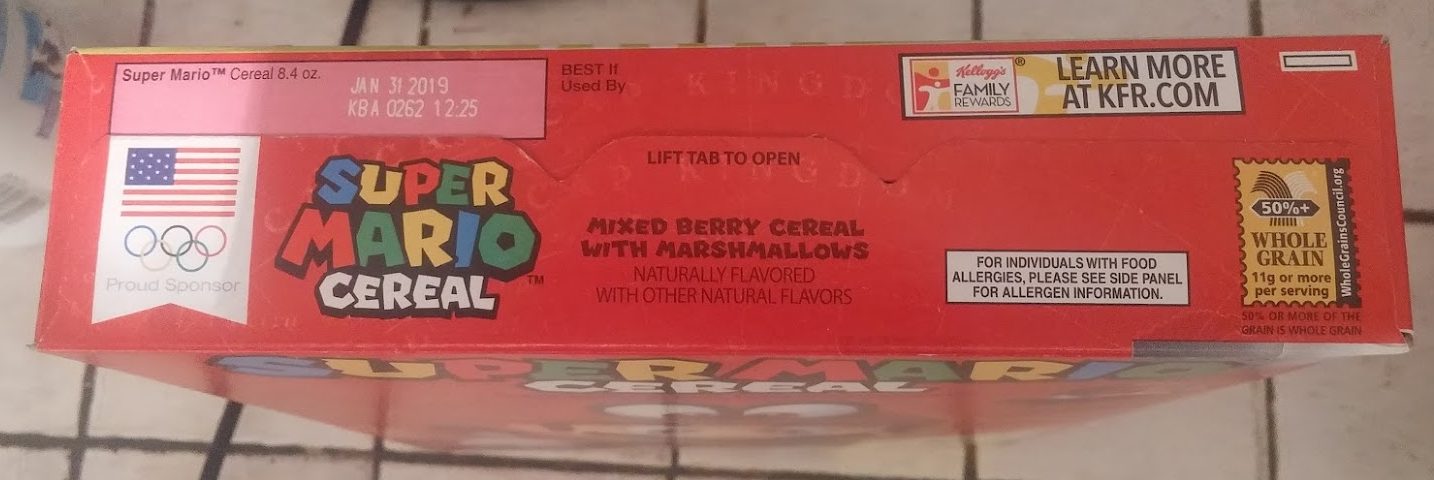 Super Mario™ Cereal 8.4 oz.
JAN 31 2019
KBA 0262 12:25
BEST If
Used By
Kellogg's®
FAMILY
REWARDS
LEARN MORE
AT KFR.COM
LIFT TAB TO OPEN
Proud Sponsor
SUPER
MARIO
CEREAL™
MIXED BERRY CEREAL
WITH MARSHMALLOWS
NATURALLY FLAVORED
WITH OTHER NATURAL FLAVORS
FOR INDIVIDUALS WITH FOOD
ALLERGIES, PLEASE SEE SIDE PANEL
FOR ALLERGEN INFORMATION.
50%+
WHOLE
GRAIN
11g or more
per serving
WholeGrainsCouncil.org
50% OR MORE OF THE
GRAIN IS WHOLE GRAIN
SUPER MARIO
CEREAL